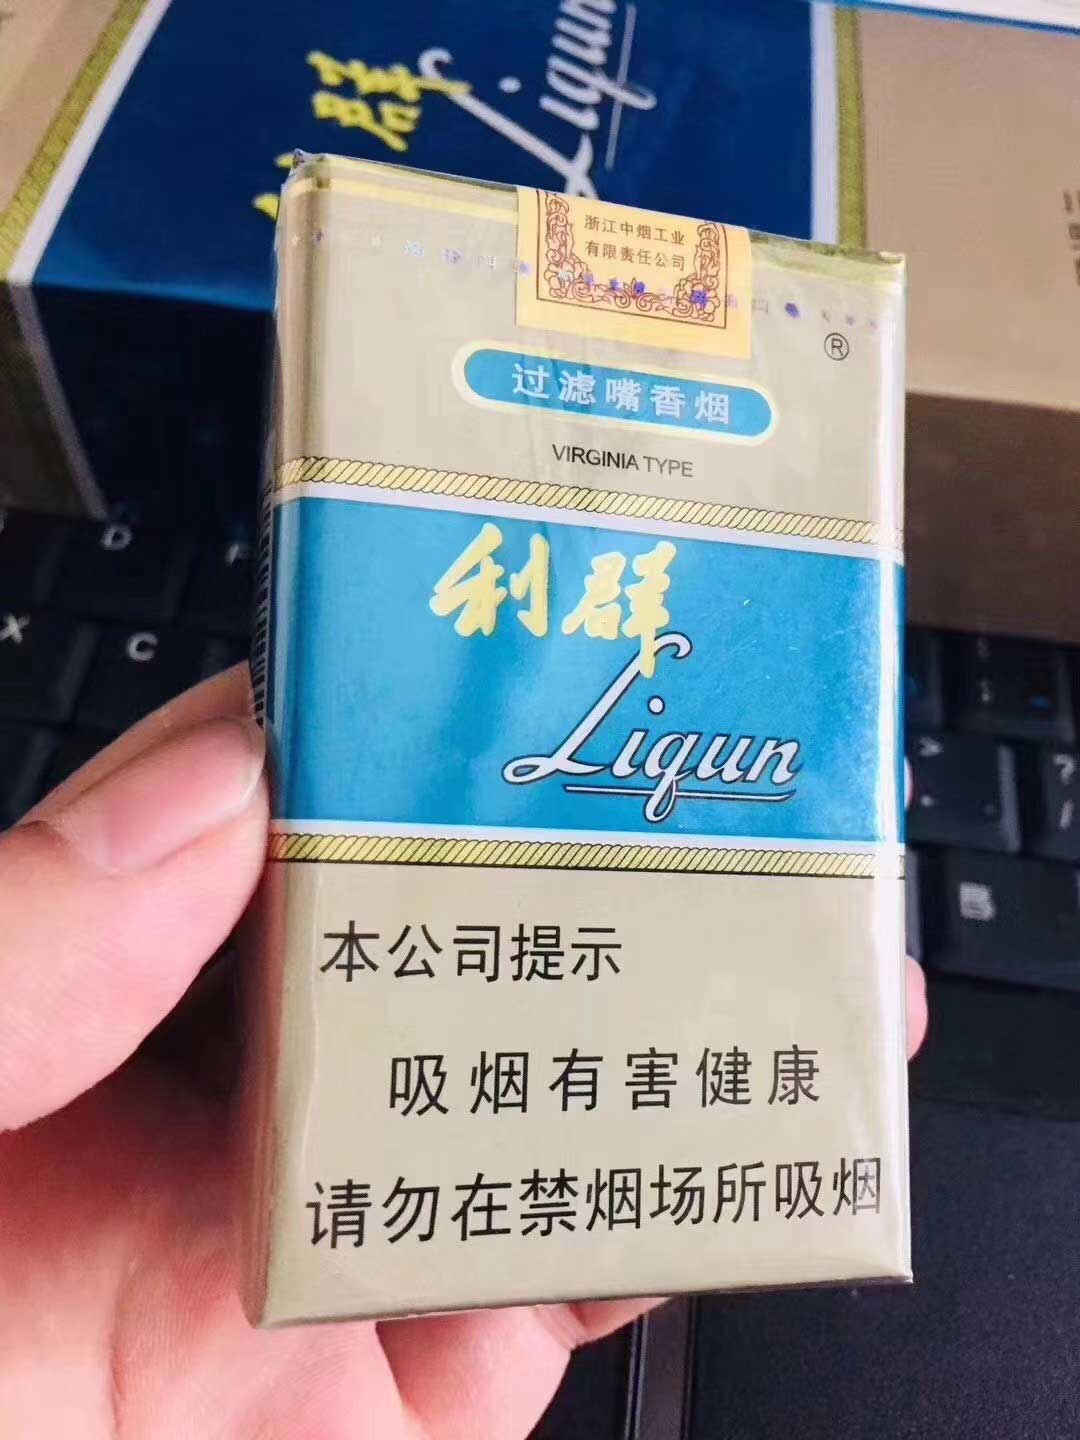 群
Liqun
浙江中烟工业
有限责任公司
®
过滤嘴香烟
VIRGINIA TYPE
利群
Liqun
本公司提示
吸烟有害健康
请勿在禁烟场所吸烟
D
F
X
C
B
>
?